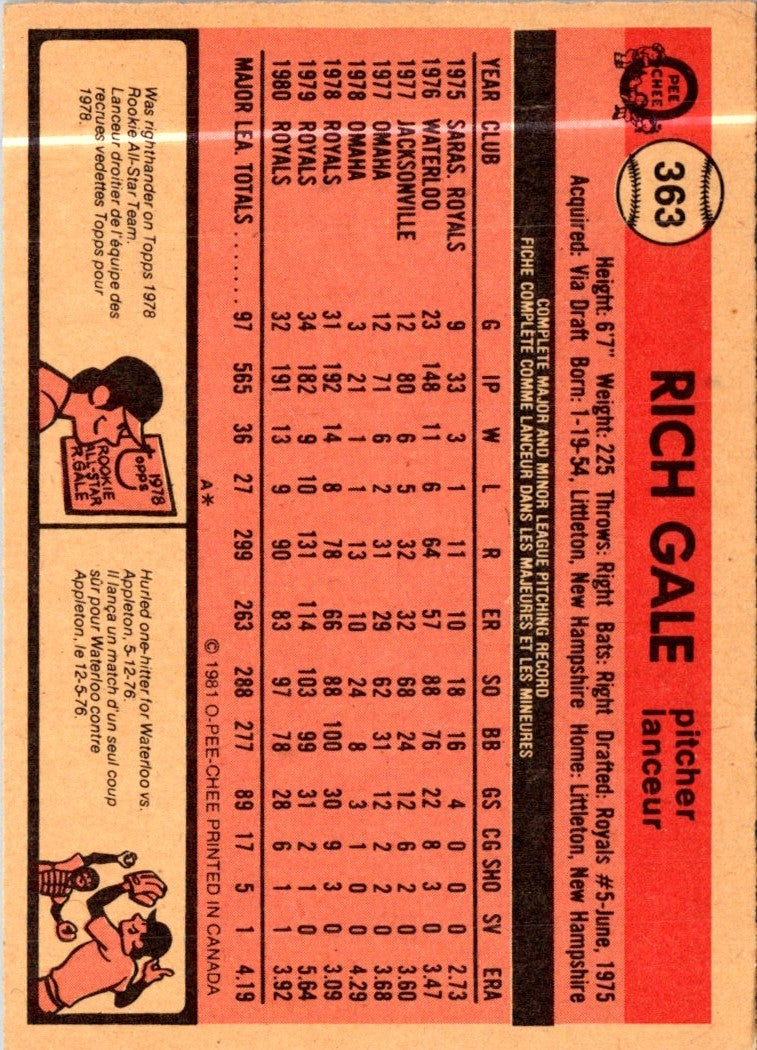 O
PEE
CHEE
363
RICH GALE pitcher
lanceur
Height: 6'7" Weight: 225 Throws: Right Bats: Right Drafted: Royals #5-June, 1975
Acquired: Via Draft Born: 1-19-54, Littleton, New Hampshire Home: Littleton, New Hampshire
COMPLETE MAJOR AND MINOR LEAGUE PITCHING RECORD
FICHE COMPLÈTE COMME LANCEUR DANS LES MAJEURES ET LES MINEURES
YEAR CLUB G IP W L R ER SO BB GS CG SHO SV ERA
1975 SARAS. ROYALS 9 33 3 1 11 10 18 16 4 0 0 0 2.73
1976 WATERLOO 23 148 11 6 64 57 88 76 22 8 3 0 3.47
1977 JACKSONVILLE 12 80 6 5 32 32 68 24 12 6 2 0 3.60
1977 OMAHA 12 71 6 2 31 29 62 31 12 2 2 0 3.68
1978 OMAHA 3 21 1 1 13 10 24 8 3 1 0 0 4.29
1978 ROYALS 31 192 14 8 78 66 88 100 30 9 3 0 3.09
1979 ROYALS 34 182 9 10 131 114 103 99 31 2 1 0 5.64
1980 ROYALS 32 191 13 9 90 83 97 78 28 6 1 1 3.92
MAJOR LEA. TOTALS ....... 97 565 36 27 299 263 288 277 89 17 5 1 4.19
A* © 1981 O-PEE-CHEE PRINTED IN CANADA
Was righthander on Topps 1978
Rookie All-Star Team.
Lanceur droitier de l'équipe des
recrues vedettes Topps pour
1978.
1978
Topps
ROOKIE
ALL-STAR
R.GALE
Hurled one-hitter for Waterloo vs.
Appleton, 5-12-76.
Il lança un match d'un seul coup
sûr pour Waterloo contre
Appleton, le 12-5-76.